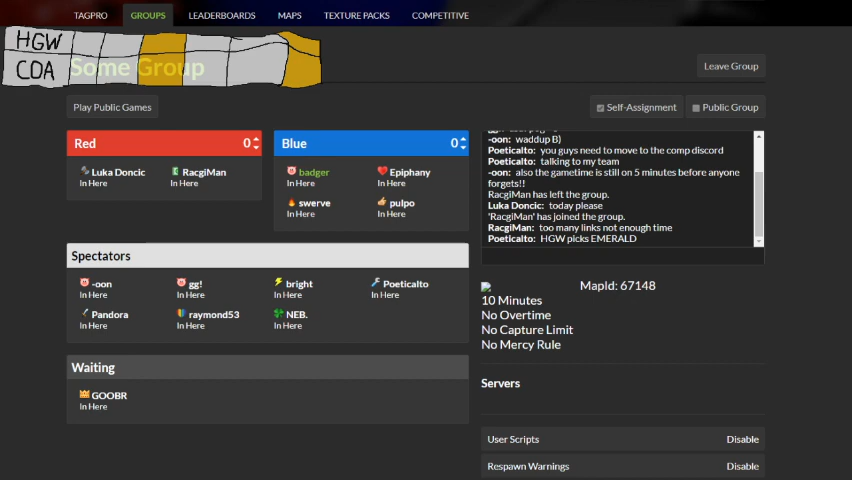 TAGPRO GROUPS LEADERBOARDS MAPS TEXTURE PACKS COMPETITIVE
HGW
CDA
Some Group
Leave Group
Play Public Games
Self-Assignment
Public Group
Red 0
Luka Doncic
In Here
RacgiMan
In Here
Blue 0
badger
In Here
Epiphany
In Here
swerve
In Here
pulpo
In Here
Spectators
-oon
In Here
gg!
In Here
bright
In Here
Poeticalto
In Here
Pandora
In Here
raymond53
In Here
NEB.
In Here
Waiting
GOOBR
In Here
-oon: waddup B)
Poeticalto: you guys need to move to the comp discord
Poeticalto: talking to my team
-oon: also the gametime is still on 5 minutes before anyone
forgets!!
RacgiMan has left the group.
Luka Doncic: today please
'RacgiMan' has joined the group.
RacgiMan: too many links not enough time
Poeticalto: HGW picks EMERALD
MapId: 67148
10 Minutes
No Overtime
No Capture Limit
No Mercy Rule
Servers
User Scripts Disable
Respawn Warnings Disable